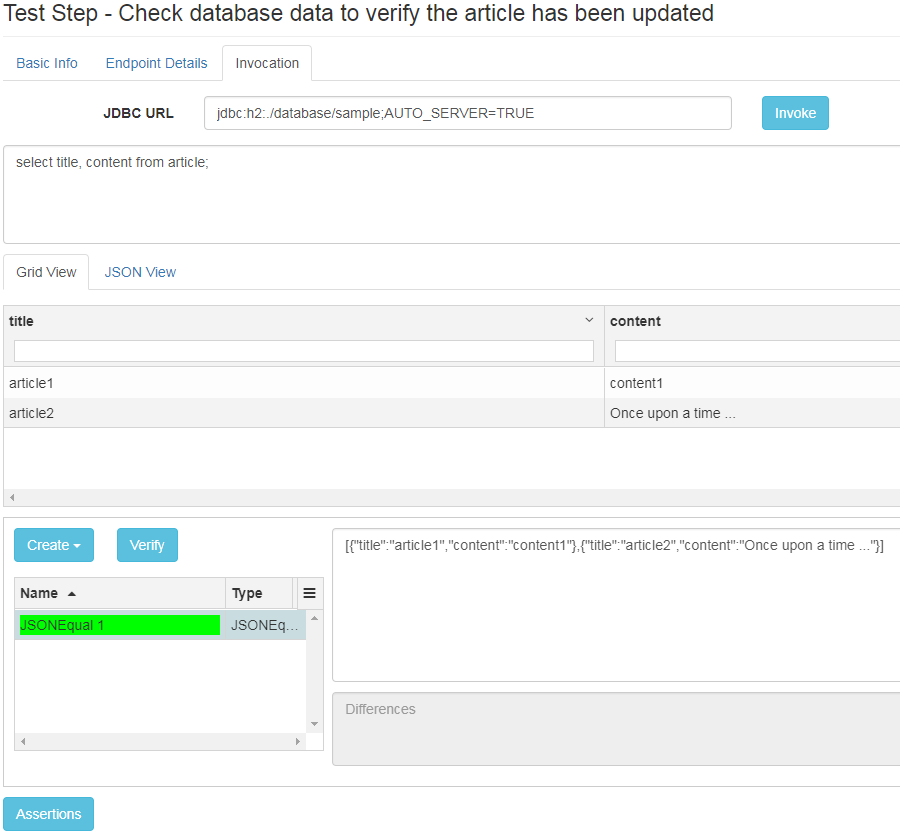 Test Step - Check database data to verify the article has been updated
Basic Info Endpoint Details Invocation
JDBC URL jdbc:h2:./database/sample;AUTO_SERVER=TRUE Invoke
select title, content from article;
Grid View JSON View
title content
article1 content1
article2 Once upon a time ...
Create Verify
[{"title":"article1","content":"content1"},{"title":"article2","content":"Once upon a time ..."}]
Name Type
JSONEqual 1 JSONEq...
Differences
Assertions